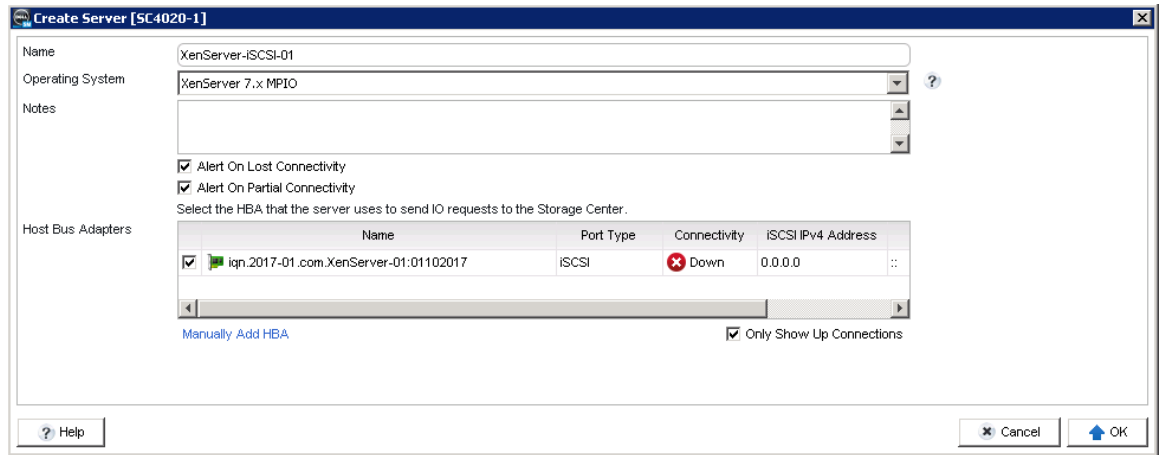 Create Server [SC4020-1]
Name XenServer-iSCSI-01
Operating System XenServer 7.x MPIO ?
Notes
Alert On Lost Connectivity
Alert On Partial Connectivity
Select the HBA that the server uses to send IO requests to the Storage Center.
Host Bus Adapters
Name Port Type Connectivity iSCSI IPv4 Address
iqn.2017-01.com.XenServer-01:01102017 iSCSI Down 0.0.0.0 ::
Manually Add HBA Only Show Up Connections
? Help Cancel OK